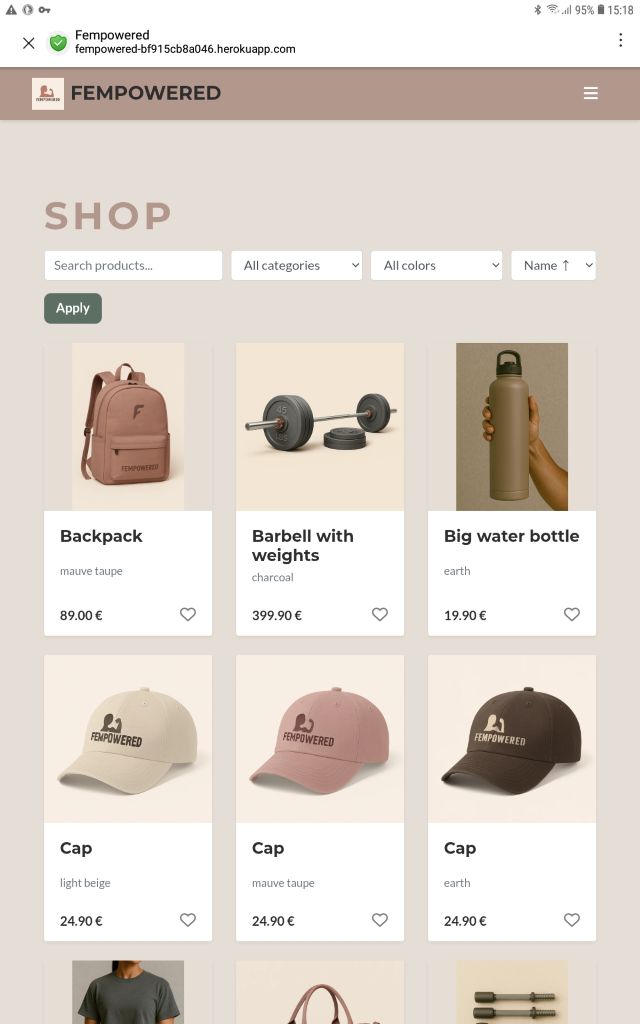 95% 15:18
Fempowered
fempowered-bf915cb8a046.herokuapp.com
FEMPOWERED
SHOP
Search products...
All categories
All colors
Name ↑
Apply
F
FEMPOWERED
45
Backpack
mauve taupe
89.00 €
Barbell with
weights
charcoal
399.90 €
Big water bottle
earth
19.90 €
FEMPOWERED
FEMPOWERED
FEMPOWERED
Cap
light beige
24.90 €
Cap
mauve taupe
24.90 €
Cap
earth
24.90 €